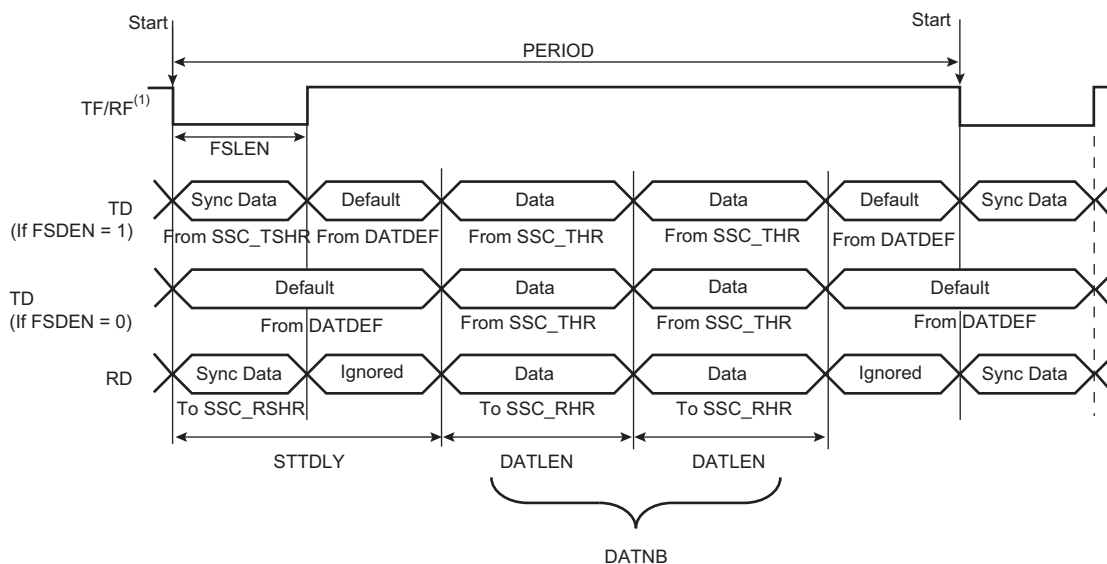 Start
Start
PERIOD
TF/RF(1)
FSLEN
TD
(If FSDEN = 1)
Sync Data
Default
Data
Data
Default
Sync Data
From SSC_TSHR
From DATDEF
From SSC_THR
From SSC_THR
From DATDEF
TD
(If FSDEN = 0)
Default
Data
Data
Default
From DATDEF
From SSC_THR
From SSC_THR
From DATDEF
RD
Sync Data
Ignored
Data
Data
Ignored
Sync Data
To SSC_RSHR
To SSC_RHR
To SSC_RHR
STTDLY
DATLEN
DATLEN
DATNB